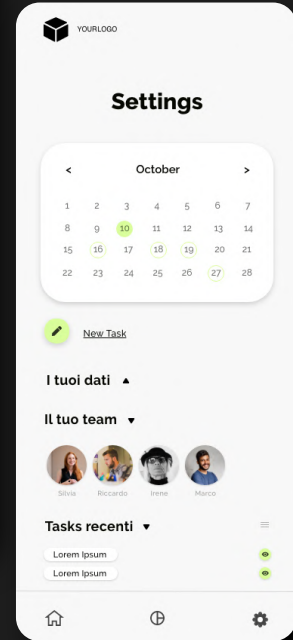 YOURLOGO
Settings
< October >
1 2 3 4 5 6 7
8 9 10 11 12 13 14
15 16 17 18 19 20 21
22 23 24 25 26 27 28
New Task
I tuoi dati
Il tuo team
Silvia Riccardo Irene Marco
Tasks recenti
Lorem Ipsum
Lorem Ipsum